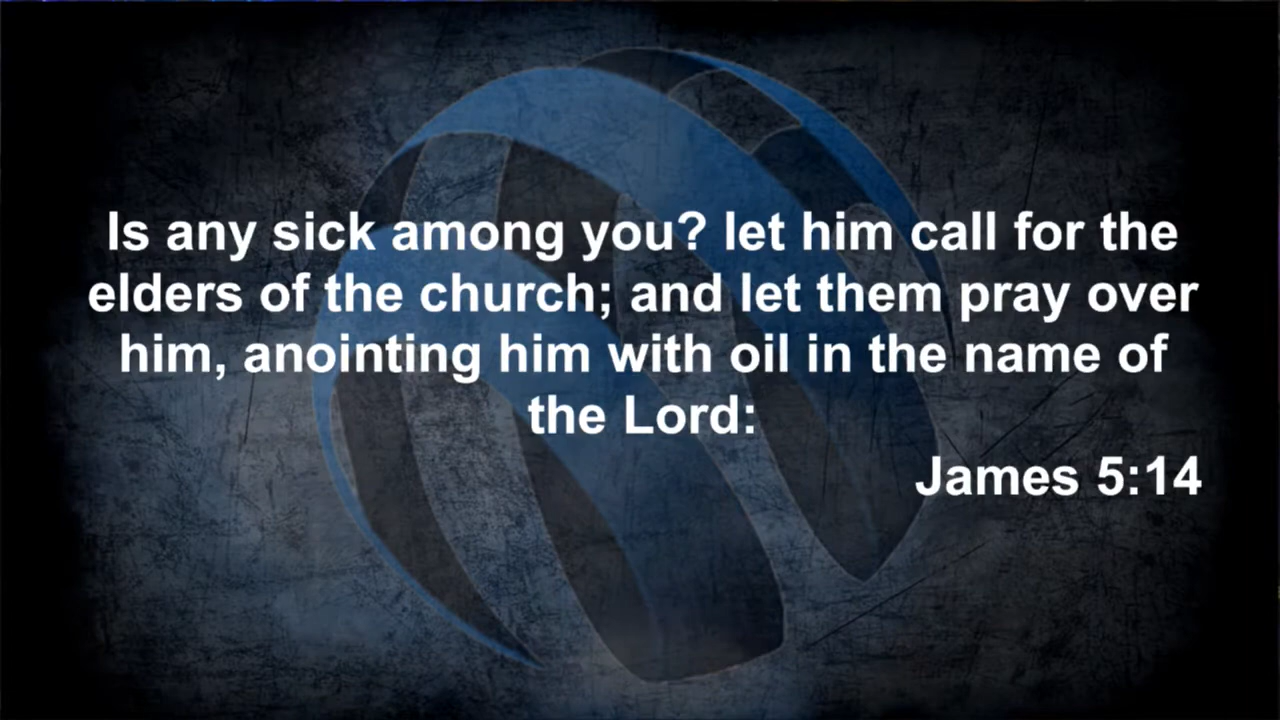 Is any sick among you? let him call for the
elders of the church; and let them pray over
him, anointing him with oil in the name of
the Lord:
James 5:14